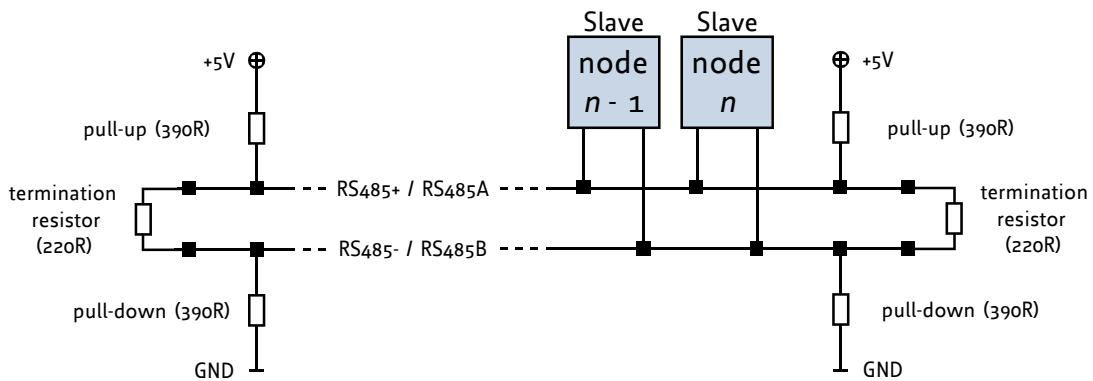 Slave
Slave
node
n - 1
node
n
+5V
+5V
pull-up (390R)
pull-up (390R)
RS485+ / RS485A
termination
resistor
(220R)
termination
resistor
(220R)
RS485- / RS485B
pull-down (390R)
pull-down (390R)
GND
GND